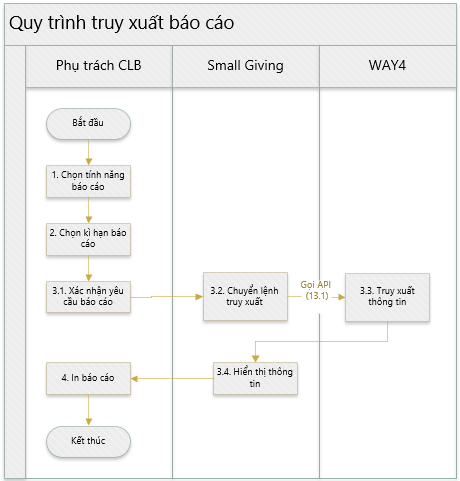 Quy trình truy xuất báo cáo
Phụ trách CLB
Small Giving
WAY4
Bắt đầu
1. Chọn tính năng
báo cáo
2. Chọn kì hạn báo
cáo
3.1. Xác nhận yêu
cầu báo cáo
3.2. Chuyển lệnh
truy xuất
Gọi API
(13.1)
3.3. Truy xuất
thông tin
3.4. Hiển thị thông
tin
4. In báo cáo
Kết thúc